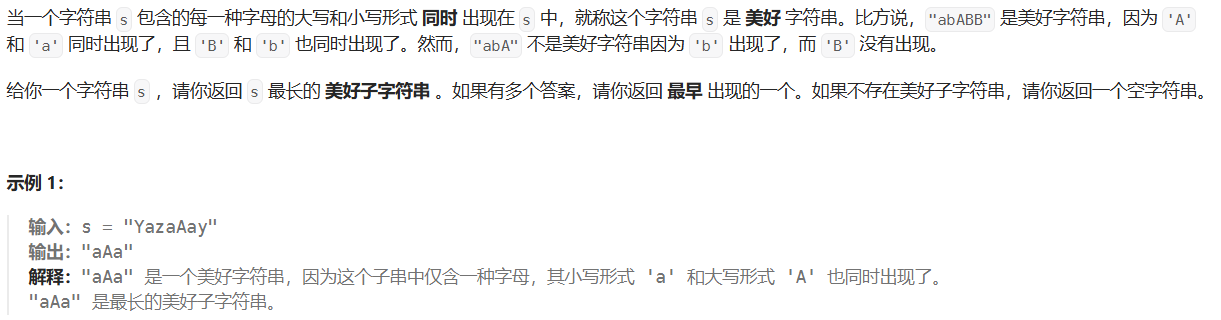 当一个字符串 s 包含的每一种字母的大写和小写形式 同时 出现在 s 中，就称这个字符串 s 是 美好 字符串。比方说，"abABB" 是美好字符串，因为 'A'
和 'a' 同时出现了，且 'B' 和 'b' 也同时出现了。然而，"abA" 不是美好字符串因为 'b' 出现了，而 'B' 没有出现。
给你一个字符串 s ，请你返回 s 最长的 美好子字符串 。如果有多个答案，请你返回 最早 出现的一个。如果不存在美好子字符串，请你返回一个空字符串。
示例 1：
输入：s = "YazaAay"
输出："aAa"
解释："aAa" 是一个美好字符串，因为这个子串中仅含一种字母，其小写形式 'a' 和大写形式 'A' 也同时出现了。
"aAa" 是最长的美好子字符串。